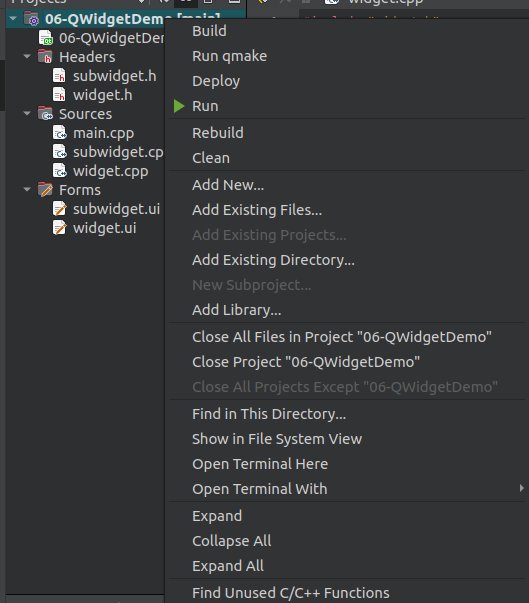 Projects
widget.cpp
06-QWidgetDemo [main]
06-QWidgetDem
Headers
subwidget.h
widget.h
Sources
main.cpp
subwidget.cp
widget.cpp
Forms
subwidget.ui
widget.ui
Build
Run qmake
Deploy
Run
Rebuild
Clean
Add New...
Add Existing Files...
Add Existing Projects...
Add Existing Directory...
New Subproject...
Add Library...
Close All Files in Project "06-QWidgetDemo"
Close Project "06-QWidgetDemo"
Close All Projects Except "06-QWidgetDemo"
Find in This Directory...
Show in File System View
Open Terminal Here
Open Terminal With
Expand
Collapse All
Expand All
Find Unused C/C++ Functions